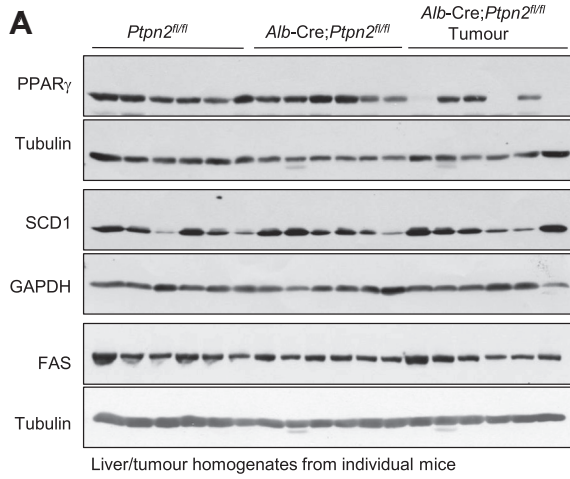 A
Ptpn2fl/fl
Alb-Cre;Ptpn2fl/fl
Alb-Cre;Ptpn2fl/fl
Tumour
PPARγ
Tubulin
SCD1
GAPDH
FAS
Tubulin
Liver/tumour homogenates from individual mice